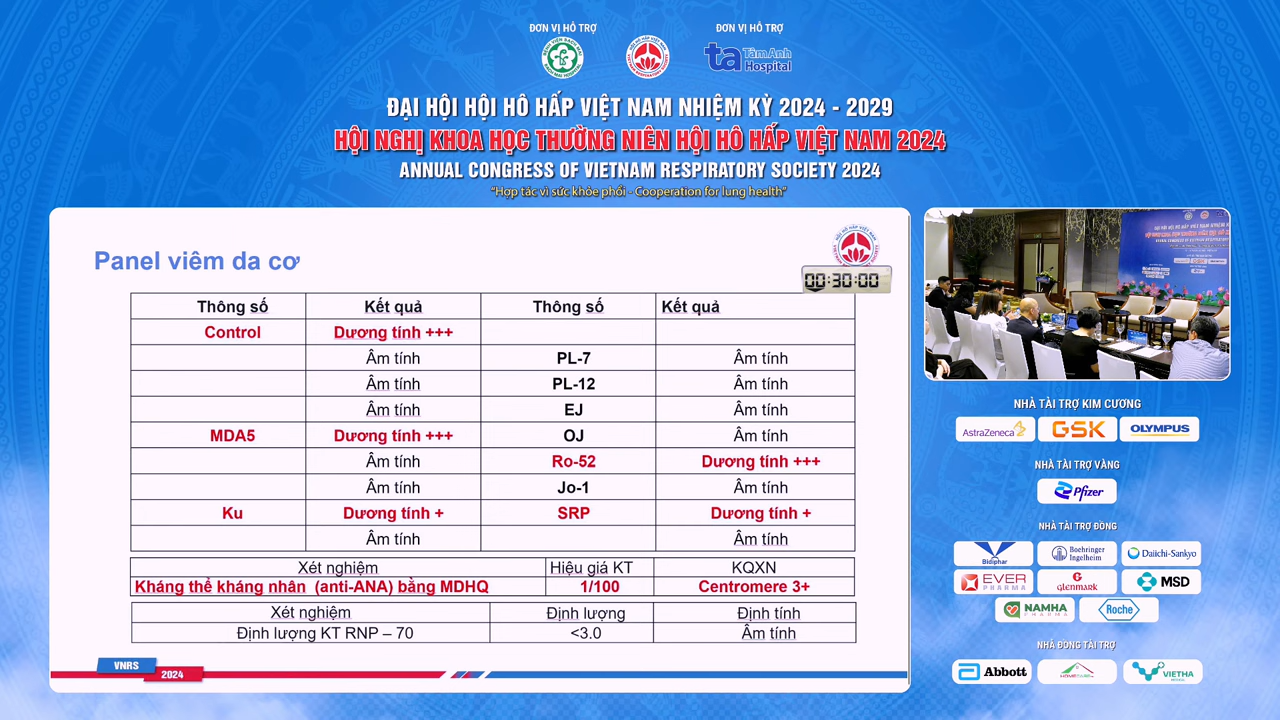 ĐƠN VỊ HỖ TRỢ
ĐƠN VỊ HỖ TRỢ
ta TâmAnh Hospital
ĐẠI HỘI HỘI HÔ HẤP VIỆT NAM NHIỆM KỲ 2024 - 2029
HỘI NGHỊ KHOA HỌC THƯỜNG NIÊN HỘI HÔ HẤP VIỆT NAM 2024
ANNUAL CONGRESS OF VIETNAM RESPIRATORY SOCIETY 2024
“Hợp tác vì sức khỏe phổi - Cooperation for lung health”
Panel viêm da cơ
00:30:00
Thông số Kết quả Thông số Kết quả
Control Dương tính +++
Âm tính PL-7 Âm tính
Âm tính PL-12 Âm tính
Âm tính EJ Âm tính
MDA5 Dương tính +++ OJ Âm tính
Âm tính Ro-52 Dương tính +++
Âm tính Jo-1 Âm tính
Ku Dương tính + SRP Dương tính +
Âm tính Âm tính
Xét nghiệm Hiệu giá KT KQXN
Kháng thể kháng nhân (anti-ANA) bằng MDHQ 1/100 Centromere 3+
Xét nghiệm Định lượng Định tính
Định lượng KT RNP – 70 <3.0 Âm tính
VNRS
2024
NHÀ TÀI TRỢ KIM CƯƠNG
AstraZeneca GSK OLYMPUS
NHÀ TÀI TRỢ VÀNG
Pfizer
NHÀ TÀI TRỢ ĐỒNG
Bidiphar Boehringer Ingelheim Daiichi-Sankyo
EVER PHARMA glenmark MSD
NAMHA PHARMA Roche
NHÀ ĐỒNG TÀI TRỢ
Abbott VIETHA